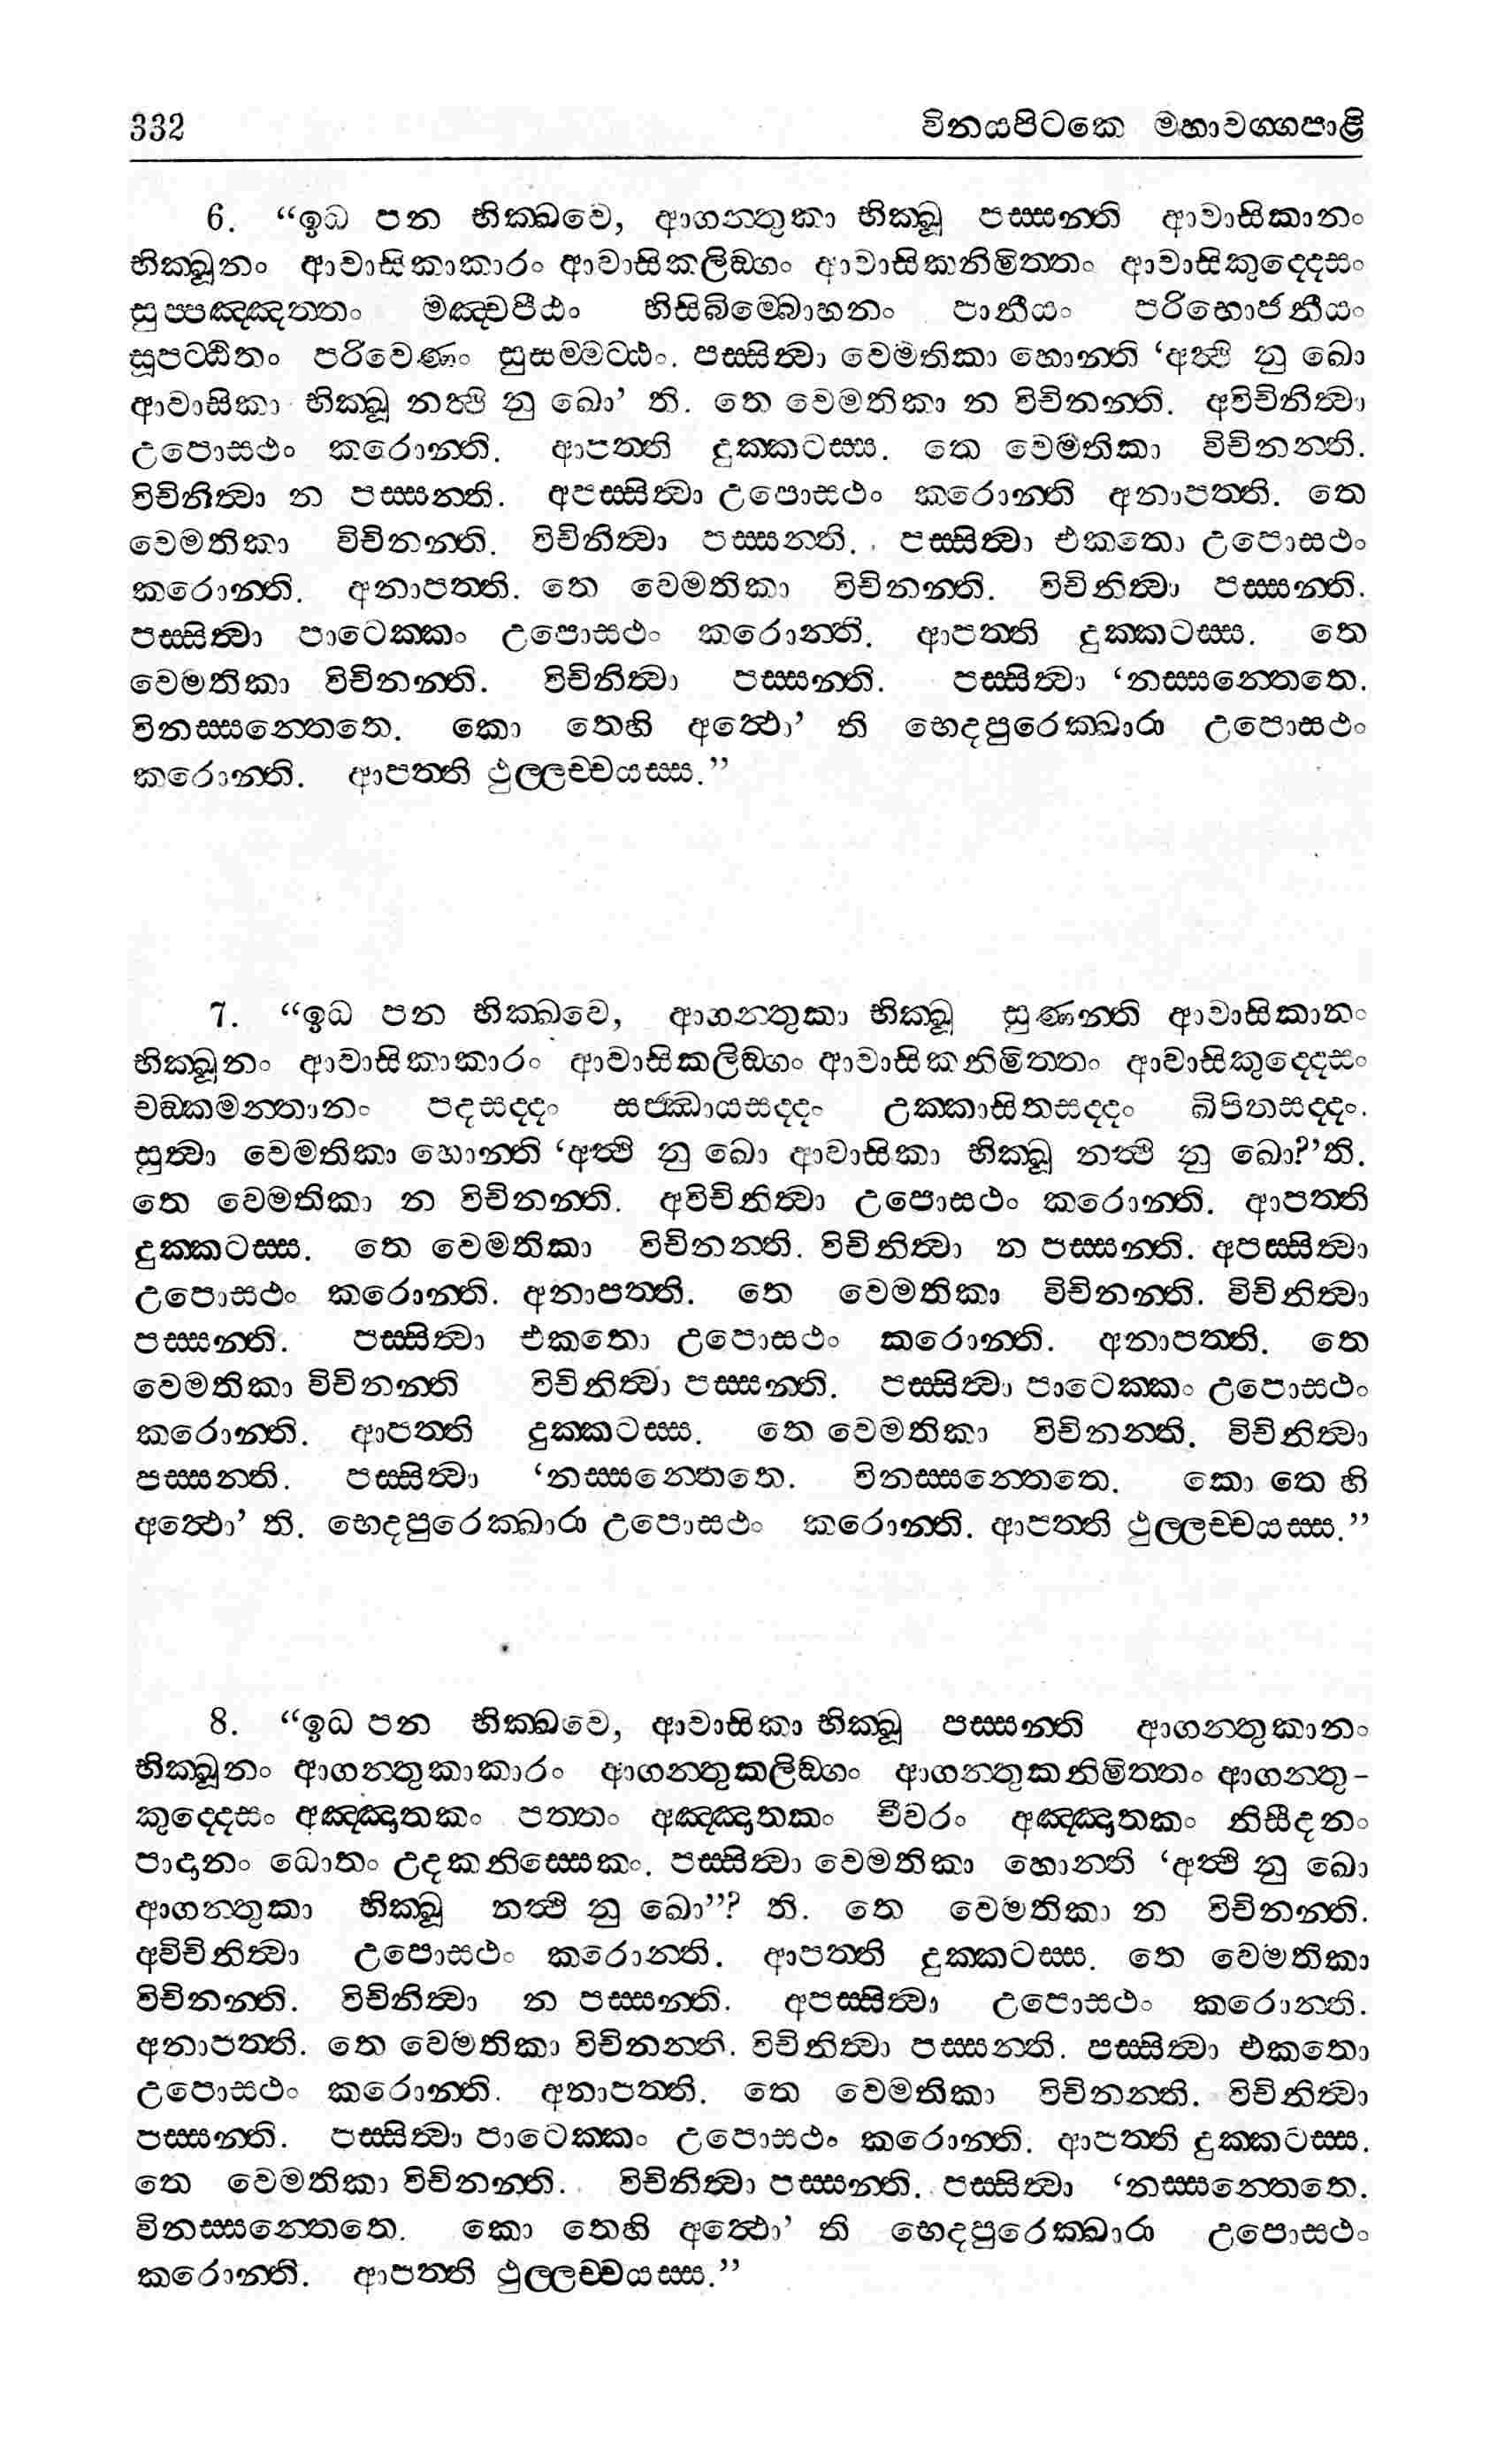 332 විනයපිටකෙ මහාවග්ගපාළි
6. “ඉධ පන භික්ඛවෙ, ආගන්තුකා භික්ඛූ පස්සන්ති ආවාසිකානං
භික්ඛූනං ආවාසිකාකාරං ආවාසිකලිඞ්ගං ආවාසිකනිමිත්තං ආවාසිකුද්දෙසං
සුප්පඤ්ඤත්තං මඤ්චපීඨං භිසිබිම්බොහනං පානීයං පරිභොජනීයං
සූපට්ඨිතං පරිවෙණං සුසම්මට්ඨං. පස්සිත්වා වෙමතිකා හොන්ති ‘අත්ථි නු ඛො
ආවාසිකා භික්ඛූ නත්ථි නු ඛො’ ති. තෙ වෙමතිකා න විචිනන්ති. අවිචිනිත්වා
උපොසථං කරොන්ති. ආපත්ති දුක්කටස්ස. තෙ වෙමතිකා විචිනන්ති.
විචිනිත්වා න පස්සන්ති. අපස්සිත්වා උපොසථං කරොන්ති අනාපත්ති. තෙ
වෙමතිකා විචිනන්ති. විචිනිත්වා පස්සන්ති. පස්සිත්වා එකතො උපොසථං
කරොන්ති. අනාපත්ති. තෙ වෙමතිකා විචිනන්ති. විචිනිත්වා පස්සන්ති.
පස්සිත්වා පාටෙක්කං උපොසථං කරොන්ති. ආපත්ති දුක්කටස්ස. තෙ
වෙමතිකා විචිනන්ති. විචිනිත්වා පස්සන්ති. පස්සිත්වා ‘නස්සන්තෙතෙ.
විනස්සන්තෙතෙ. කො තෙහි අත්ථො’ ති භෙදපුරෙක්ඛාරා උපොසථං
කරොන්ති. ආපත්ති ථුල්ලච්චයස්ස.”
7. “ඉධ පන භික්ඛවෙ, ආගන්තුකා භික්ඛූ සුණන්ති ආවාසිකානං
භික්ඛූනං ආවාසිකාකාරං ආවාසිකලිඞ්ගං ආවාසිකනිමිත්තං ආවාසිකුද්දෙසං
චඞ්කමන්තානං පදසද්දං සජ්ඣායසද්දං උක්කාසිතසද්දං ඛිපිතසද්දං.
සුත්වා වෙමතිකා හොන්ති ‘අත්ථි නු ඛො ආවාසිකා භික්ඛූ නත්ථි නු ඛො?’ති.
තෙ වෙමතිකා න විචිනන්ති. අවිචිනිත්වා උපොසථං කරොන්ති. ආපත්ති
දුක්කටස්ස. තෙ වෙමතිකා විචිනන්ති. විචිනිත්වා න පස්සන්ති. අපස්සිත්වා
උපොසථං කරොන්ති. අනාපත්ති. තෙ වෙමතිකා විචිනන්ති. විචිනිත්වා
පස්සන්ති. පස්සිත්වා එකතො උපොසථං කරොන්ති. අනාපත්ති. තෙ
වෙමතිකා විචිනන්ති විචිනිත්වා පස්සන්ති. පස්සිත්වා පාටෙක්කං උපොසථං
කරොන්ති. ආපත්ති දුක්කටස්ස. තෙ වෙමතිකා විචිනන්ති. විචිනිත්වා
පස්සන්ති. පස්සිත්වා ‘නස්සන්තෙතෙ. විනස්සන්තෙතෙ. කො තෙ හි
අත්ථො’ ති. භෙදපුරෙක්ඛාරා උපොසථං කරොන්ති. ආපත්ති ථුල්ලච්චයස්ස.”
8. “ඉධ පන භික්ඛවෙ, ආවාසිකා භික්ඛූ පස්සන්ති ආගන්තුකානං
භික්ඛූනං ආගන්තුකාකාරං ආගන්තුකලිඞ්ගං ආගන්තුකනිමිත්තං ආගන්තු-
කුද්දෙසං අඤ්ඤාතකං පත්තං අඤ්ඤාතකං චීවරං අඤ්ඤාතකං නිසීදනං
පාදානං ධොතං උදකනිස්සෙකං. පස්සිත්වා වෙමතිකා හොන්ති ‘අත්ථි නු ඛො
ආගන්තුකා භික්ඛූ නත්ථි නු ඛො”? ති. තෙ වෙමතිකා න විචිනන්ති.
අවිචිනිත්වා උපොසථං කරොන්ති. ආපත්ති දුක්කටස්ස. තෙ වෙමතිකා
විචිනන්ති. විචිනිත්වා න පස්සන්ති. අපස්සිත්වා උපොසථං කරොන්ති.
අනාපත්ති. තෙ වෙමතිකා විචිනන්ති. විචිනිත්වා පස්සන්ති. පස්සිත්වා එකතො
උපොසථං කරොන්ති. අනාපත්ති. තෙ වෙමතිකා විචිනන්ති. විචිනිත්වා
පස්සන්ති. පස්සිත්වා පාටෙක්කං උපොසථං කරොන්ති. ආපත්ති දුක්කටස්ස.
තෙ වෙමතිකා විචිනන්ති. විචිනිත්වා පස්සන්ති. පස්සිත්වා ‘නස්සන්තෙතෙ.
විනස්සන්තෙතෙ. කො තෙහි අත්ථො’ ති භෙදපුරෙක්ඛාරා උපොසථං
කරොන්ති. ආපත්ති ථුල්ලච්චයස්ස.”